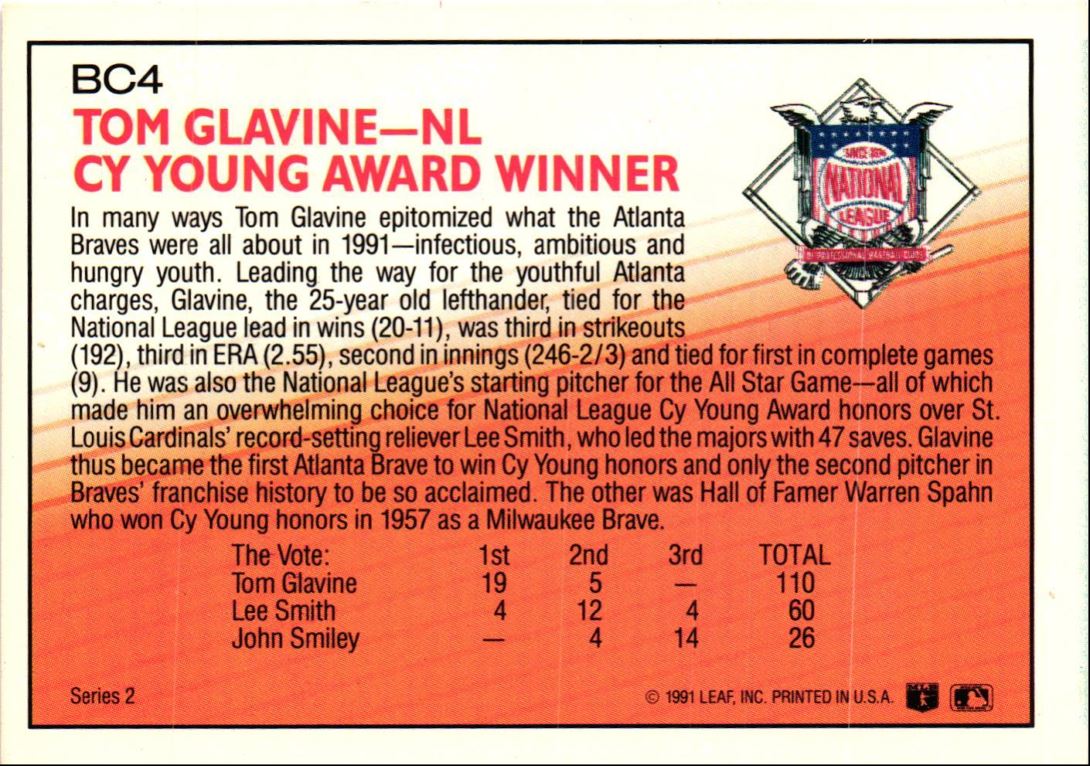 BC4
TOM GLAVINE—NL
CY YOUNG AWARD WINNER
SINCE 1876
NATIONAL
LEAGUE
OF PROFESSIONAL BASEBALL CLUBS
In many ways Tom Glavine epitomized what the Atlanta
Braves were all about in 1991—infectious, ambitious and
hungry youth. Leading the way for the youthful Atlanta
charges, Glavine, the 25-year old lefthander, tied for the
National League lead in wins (20-11), was third in strikeouts
(192), third in ERA (2.55), second in innings (246-2/3) and tied for first in complete games
(9). He was also the National League's starting pitcher for the All Star Game—all of which
made him an overwhelming choice for National League Cy Young Award honors over St.
Louis Cardinals' record-setting reliever Lee Smith, who led the majors with 47 saves. Glavine
thus became the first Atlanta Brave to win Cy Young honors and only the second pitcher in
Braves' franchise history to be so acclaimed. The other was Hall of Famer Warren Spahn
who won Cy Young honors in 1957 as a Milwaukee Brave.
The Vote: 1st 2nd 3rd TOTAL
Tom Glavine 19 5 — 110
Lee Smith 4 12 4 60
John Smiley — 4 14 26
Series 2 © 1991 LEAF, INC. PRINTED IN U.S.A.